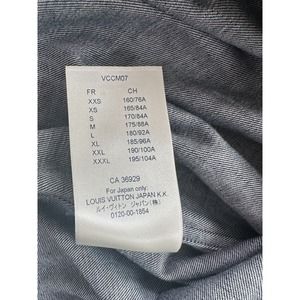 VCCM07
FR CH
XXS 160/76A
XS 165/84A
S 170/84A
M 175/88A
L 180/92A
XL 185/96A
XXL 190/100A
XXXL 195/104A
CA 36929
For Japan only:
LOUIS VUITTON JAPAN K.K.
ルイ・ヴィトン ジャパン(株)
0120-00-1854